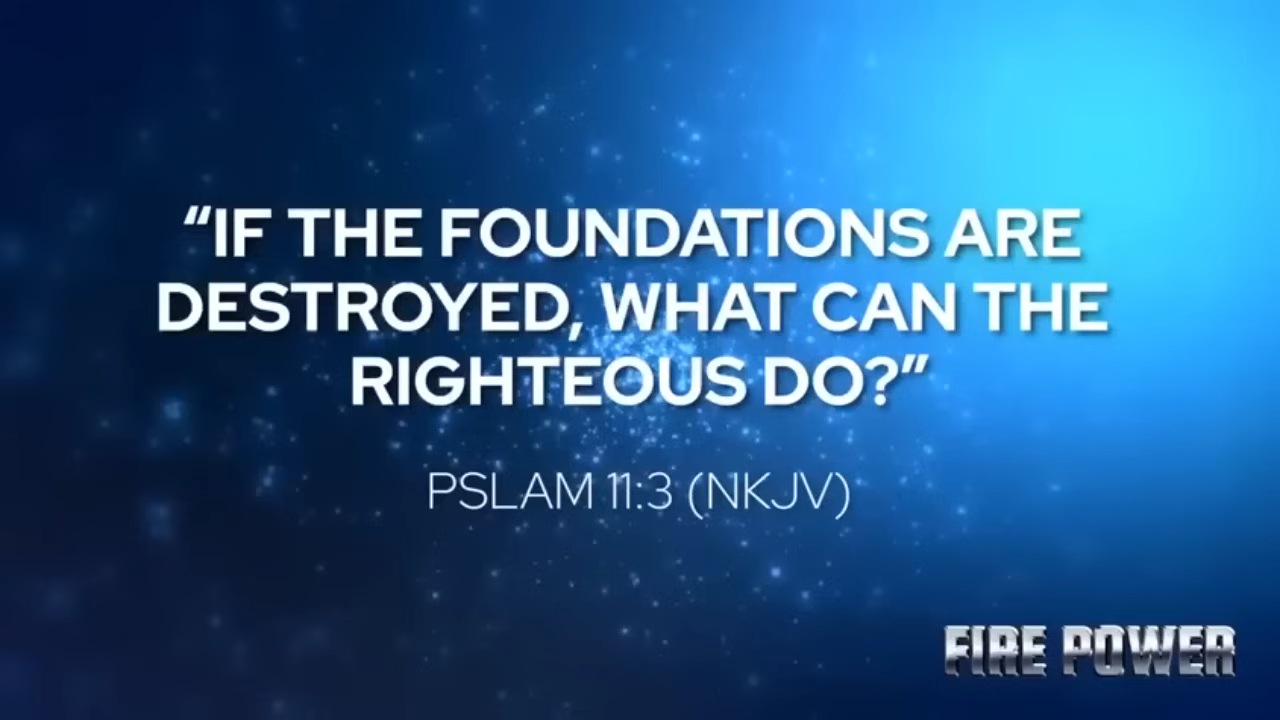 “IF THE FOUNDATIONS ARE
DESTROYED, WHAT CAN THE
RIGHTEOUS DO?”
PSLAM 11:3 (NKJV)
FIRE POWER